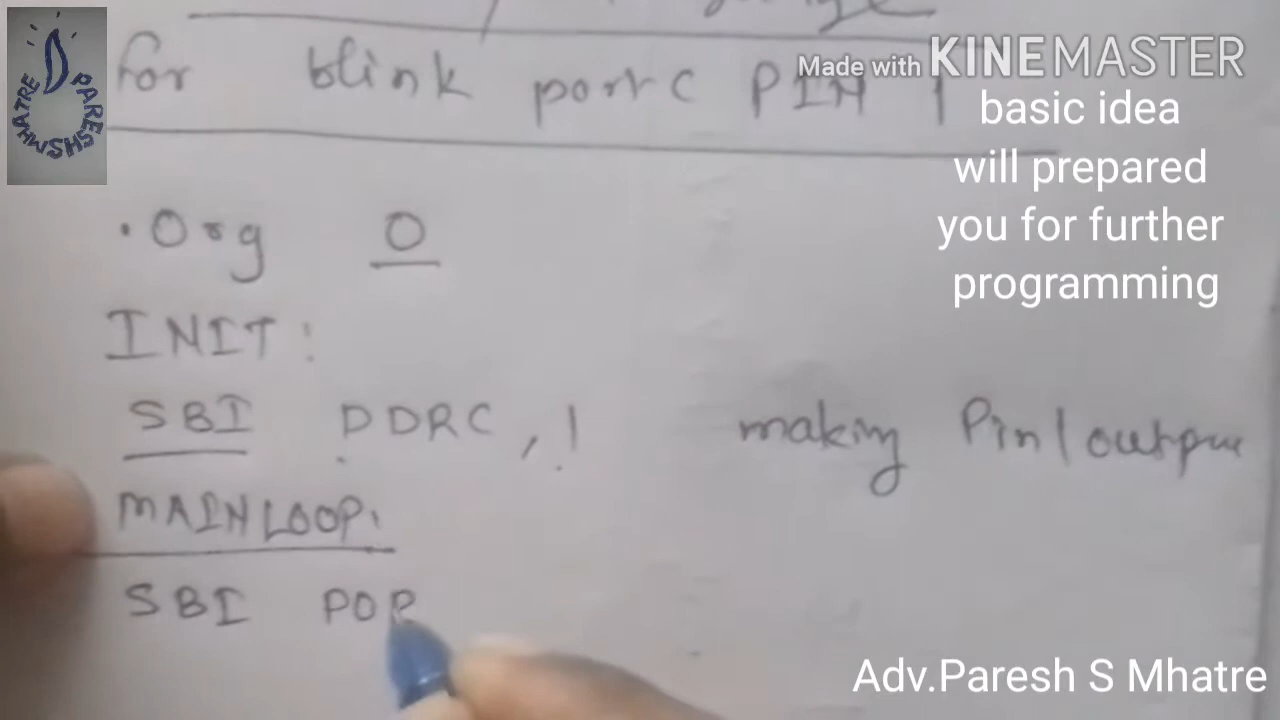 for blink portc PIN 1
.Org 0
INIT:
SBI DDRC, 1 making Pin1 output
MAINLOOP:
SBI POR
Made with KINEMASTER
basic idea
will prepared
you for further
programming
Adv.Paresh S Mhatre
PARESHSMHATRE